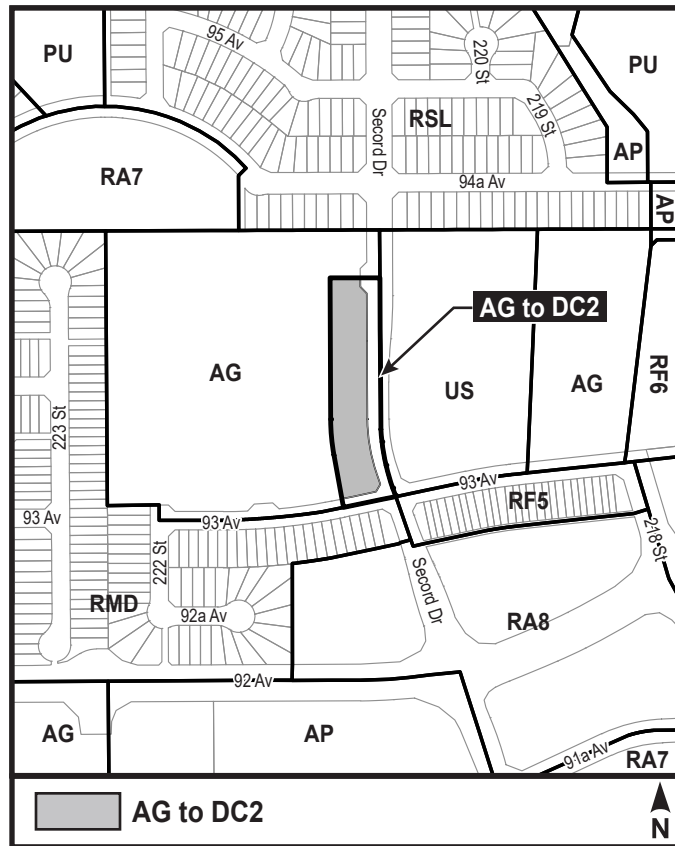 PU
95 Av
220 St
PU
219 St
Secord Dr
RSL
AP
RA7
94a Av
AP
AG to DC2
AG
US
AG
RF6
223 St
93 Av
93 Av
93 Av
RF5
218 St
222 St
RMD
92a Av
Secord Dr
RA8
92 Av
AG
AP
91a Av
RA7
AG to DC2
N